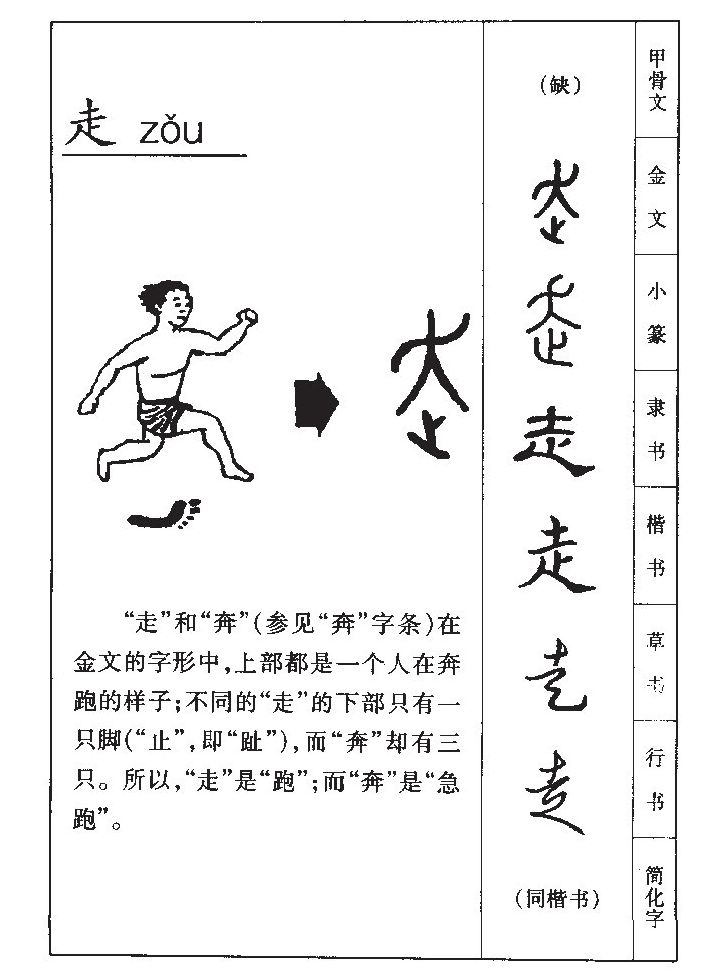 走 zǒu
“走”和“奔”(参见“奔”字条)在
金文的字形中,上部都是一个人在奔
跑的样子;不同的“走”的下部只有一
只脚(“止”,即“趾”),而“奔”却有三
只。所以,“走”是“跑”;而“奔”是“急
跑”。
(缺)
走
走
走
走
走
走
(同楷书)
甲骨文
金文
小篆
隶书
楷书
草书
行书
简化字